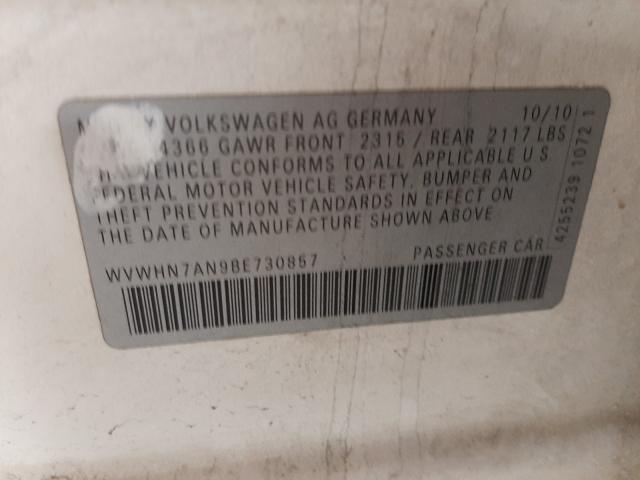 VOLKSWAGEN AG GERMANY 10/10
4366 GAWR FRONT 2315 / REAR 2117 LBS
VEHICLE CONFORMS TO ALL APPLICABLE U.S.
FEDERAL MOTOR VEHICLE SAFETY, BUMPER AND
THEFT PREVENTION STANDARDS IN EFFECT ON
THE DATE OF MANUFACTURE SHOWN ABOVE
WVWHN7AN9BE730857 PASSENGER CAR
4255239 1072 1